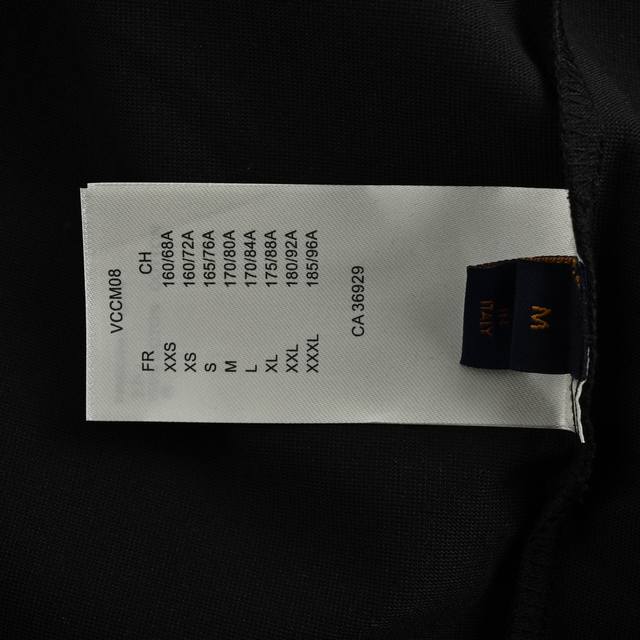 VCCM08
FR CH
XXS 160/68A
XS 160/72A
S 165/76A
M 170/80A
L 170/84A
XL 175/88A
XXL 180/92A
XXXL 185/96A
CA 36929
M
ITALY